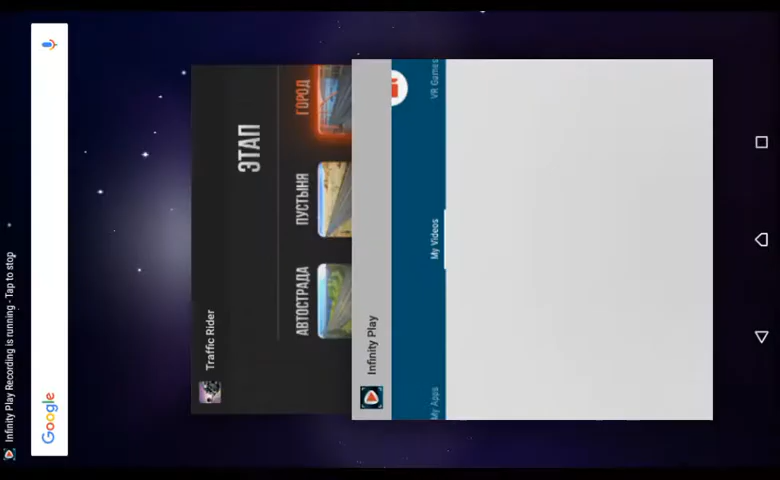 Infinity Play Recording is running - Tap to stop
Google
Traffic Rider
ЭТАП
АВТОСТРАДА
ПУСТЫНЯ
ГОРОД
Infinity Play
My Apps
My Videos
VR Games